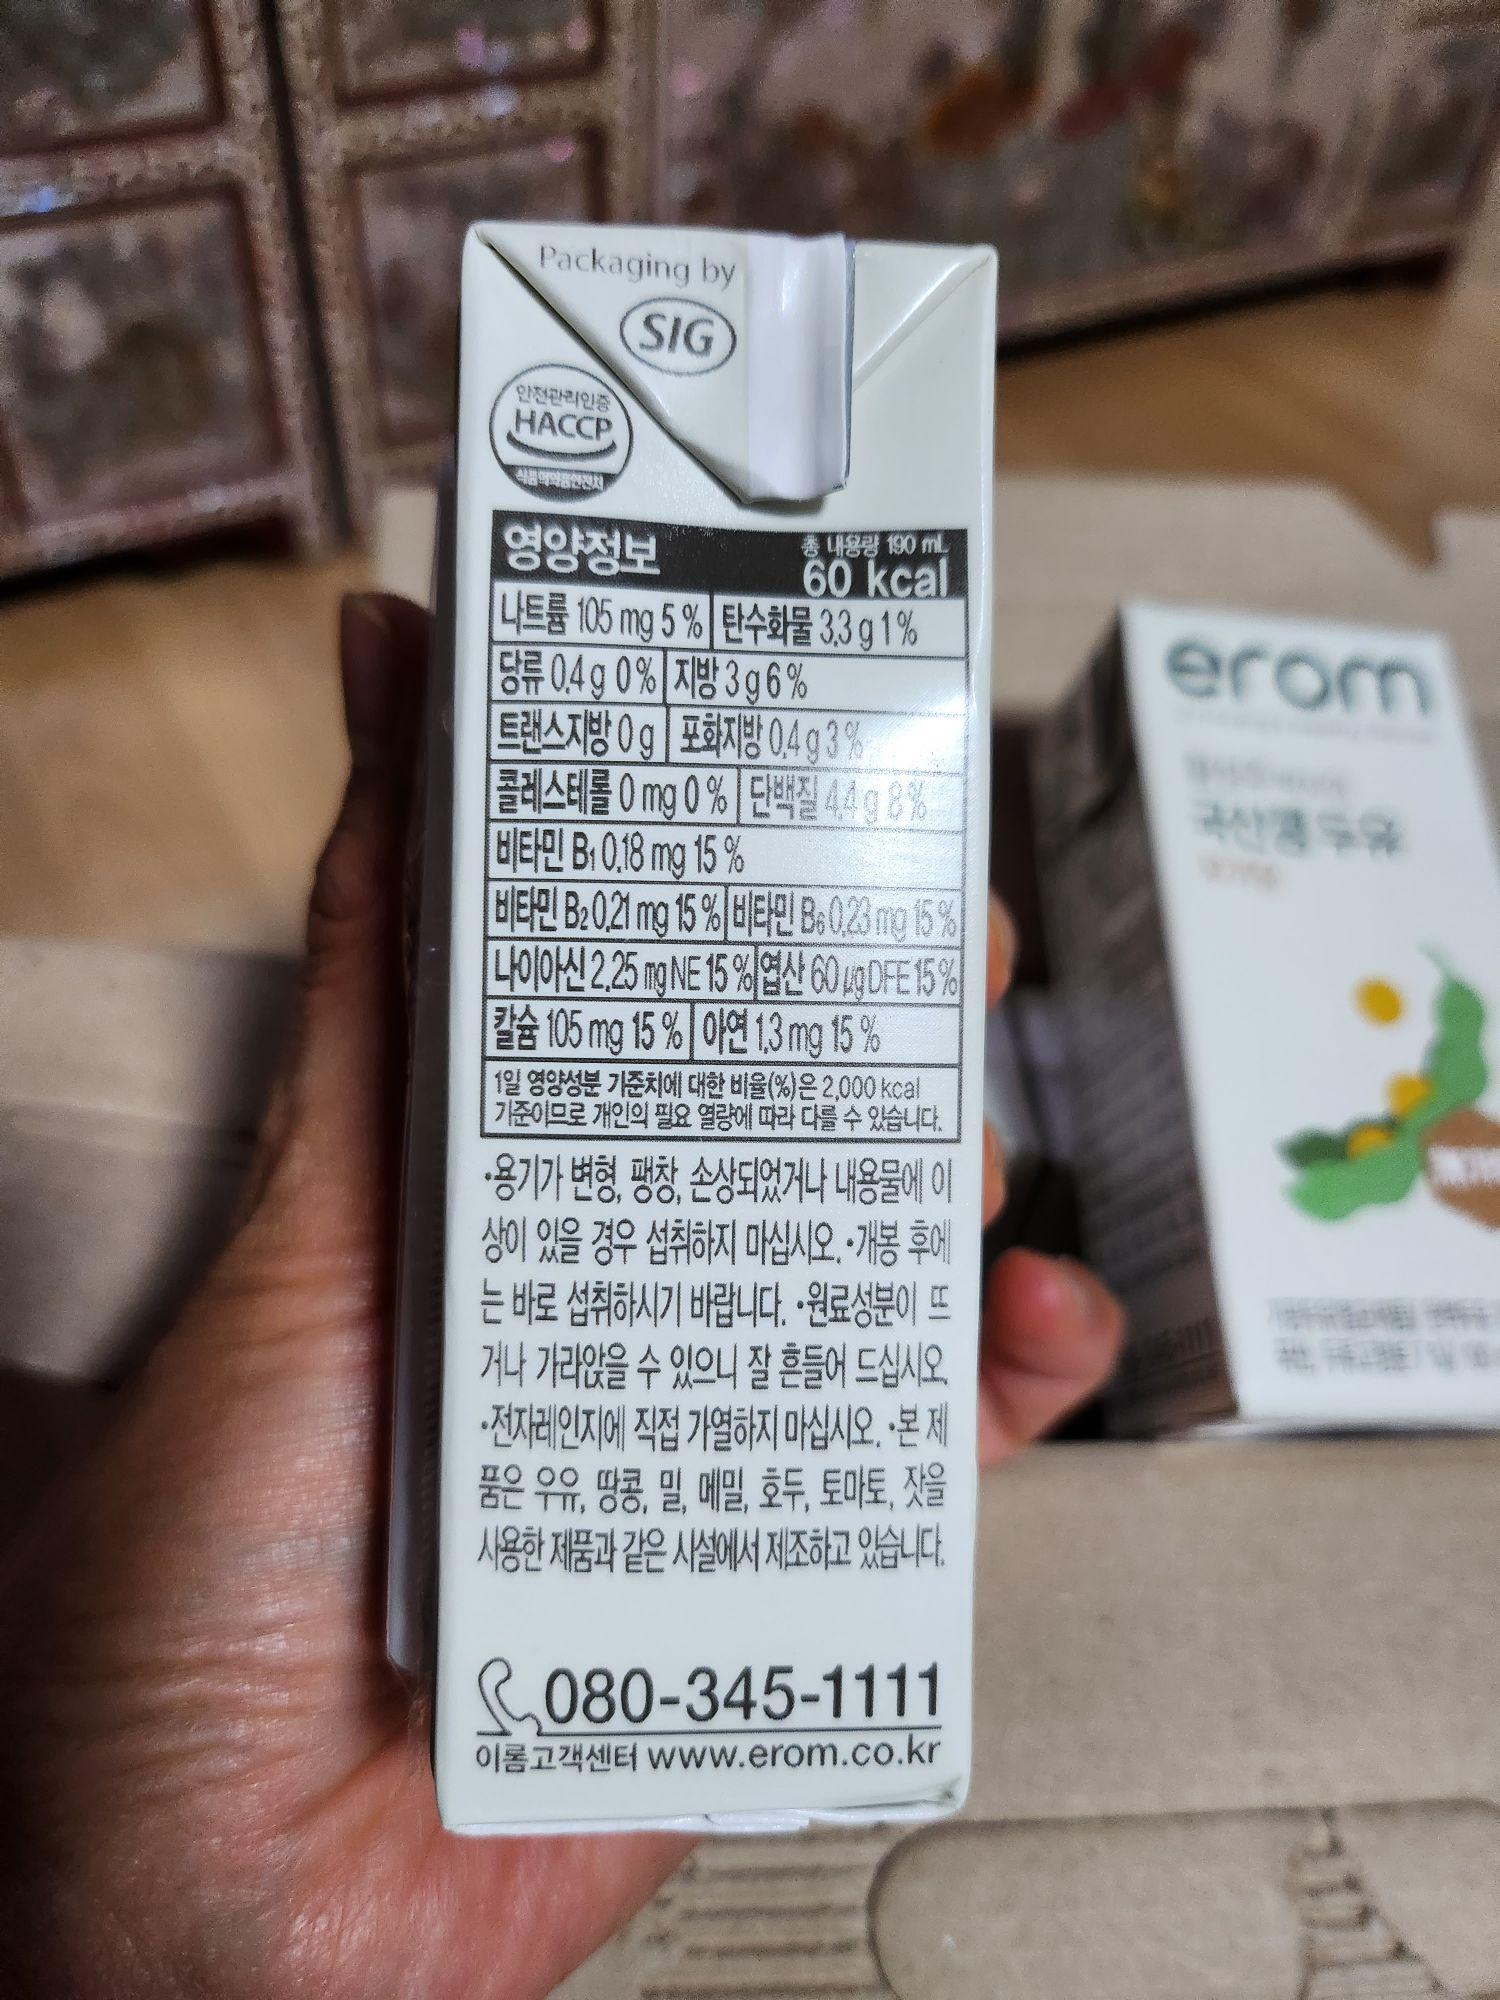 Packaging by
SIG
안전관리인증
HACCP
식품의약품안전처
영양정보
총 내용량 190 mL
60 kcal
나트륨 105 mg 5 % 탄수화물 3.3 g 1 %
당류 0.4 g 0 % 지방 3 g 6 %
트랜스지방 0 g 포화지방 0.4 g 3 %
콜레스테롤 0 mg 0 % 단백질 4.4 g 8 %
비타민 B1 0.18 mg 15 %
비타민 B2 0.21 mg 15 % 비타민 B6 0.23 mg 15 %
나이아신 2.25 mg NE 15 % 엽산 60 μg DFE 15 %
칼슘 105 mg 15 % 아연 1.3 mg 15 %
1일 영양성분 기준치에 대한 비율(%)은 2,000 kcal
기준이므로 개인의 필요 열량에 따라 다를 수 있습니다.
•용기가 변형, 팽창, 손상되었거나 내용물에 이
상이 있을 경우 섭취하지 마십시오. •개봉 후에
는 바로 섭취하시기 바랍니다. •원료성분이 뜨
거나 가라앉을 수 있으니 잘 흔들어 드십시오.
•전자레인지에 직접 가열하지 마십시오. •본 제
품은 우유, 땅콩, 밀, 메밀, 호두, 토마토, 잣을
사용한 제품과 같은 시설에서 제조하고 있습니다.
080-345-1111
이롬고객센터 www.erom.co.kr
erom
국산콩 두유